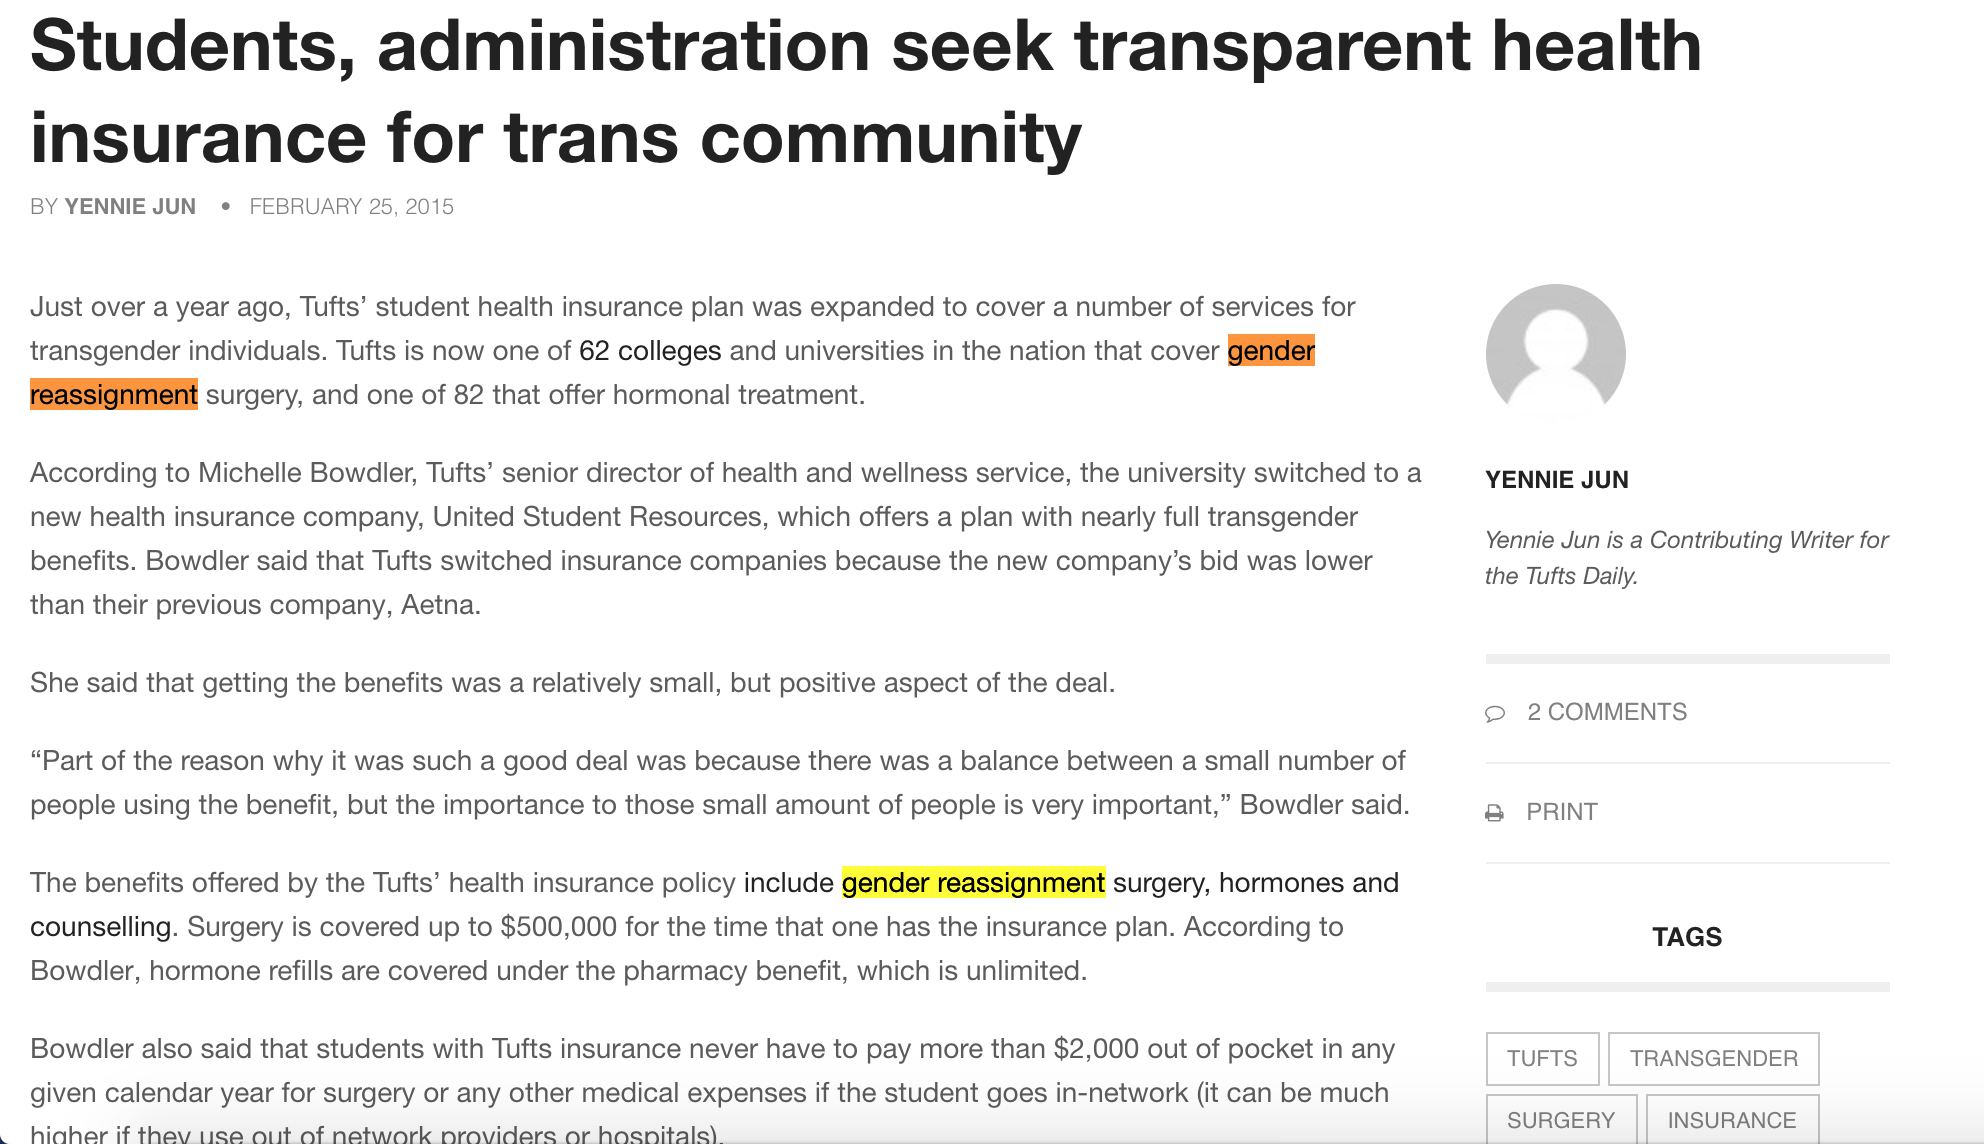 Students, administration seek transparent health
insurance for trans community
BY YENNIE JUN • FEBRUARY 25, 2015
Just over a year ago, Tufts’ student health insurance plan was expanded to cover a number of services for
transgender individuals. Tufts is now one of 62 colleges and universities in the nation that cover gender
reassignment surgery, and one of 82 that offer hormonal treatment.
According to Michelle Bowdler, Tufts’ senior director of health and wellness service, the university switched to a
new health insurance company, United Student Resources, which offers a plan with nearly full transgender
benefits. Bowdler said that Tufts switched insurance companies because the new company’s bid was lower
than their previous company, Aetna.
She said that getting the benefits was a relatively small, but positive aspect of the deal.
“Part of the reason why it was such a good deal was because there was a balance between a small number of
people using the benefit, but the importance to those small amount of people is very important,” Bowdler said.
The benefits offered by the Tufts’ health insurance policy include gender reassignment surgery, hormones and
counselling. Surgery is covered up to $500,000 for the time that one has the insurance plan. According to
Bowdler, hormone refills are covered under the pharmacy benefit, which is unlimited.
Bowdler also said that students with Tufts insurance never have to pay more than $2,000 out of pocket in any
given calendar year for surgery or any other medical expenses if the student goes in-network (it can be much
higher if they use out of network providers or hospitals).
YENNIE JUN
Yennie Jun is a Contributing Writer for
the Tufts Daily.
2 COMMENTS
PRINT
TAGS
TUFTS TRANSGENDER
SURGERY INSURANCE